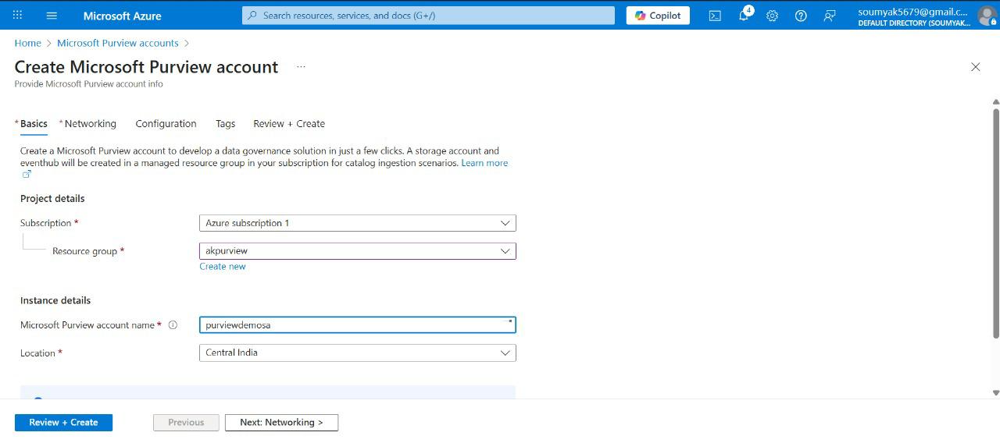 Microsoft Azure
Search resources, services, and docs (G+/)
Copilot
4
soumyak5679@gmail.c...
DEFAULT DIRECTORY (SOUMYAK...
Home > Microsoft Purview accounts >
Create Microsoft Purview account ...
Provide Microsoft Purview account info
* Basics * Networking Configuration Tags Review + Create
Create a Microsoft Purview account to develop a data governance solution in just a few clicks. A storage account and
eventhub will be created in a managed resource group in your subscription for catalog ingestion scenarios. Learn more
Project details
Subscription * Azure subscription 1
Resource group * akpurview
Create new
Instance details
Microsoft Purview account name * purviewdemosa
Location * Central India
Review + Create Previous Next: Networking >